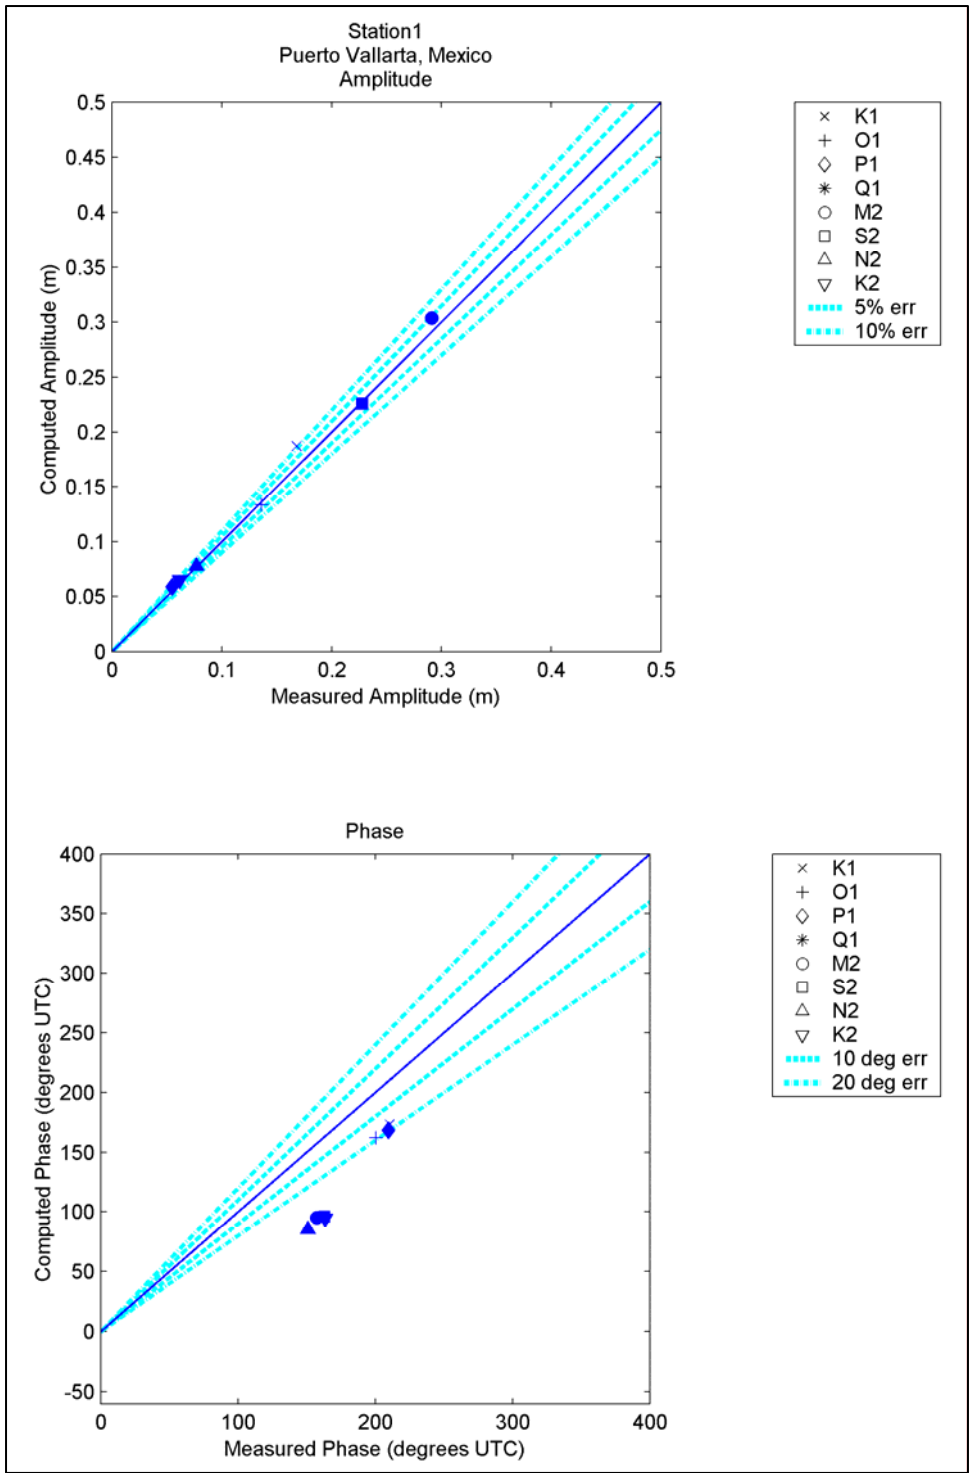 Station1
Puerto Vallarta, Mexico
Amplitude
0.5
0.45
0.4
0.35
0.3
0.25
0.2
0.15
0.1
0.05
0
Computed Amplitude (m)
0 0.1 0.2 0.3 0.4 0.5
Measured Amplitude (m)
K1
O1
P1
Q1
M2
S2
N2
K2
5% err
10% err
Phase
400
350
300
250
200
150
100
50
0
-50
Computed Phase (degrees UTC)
0 100 200 300 400
Measured Phase (degrees UTC)
K1
O1
P1
Q1
M2
S2
N2
K2
10 deg err
20 deg err